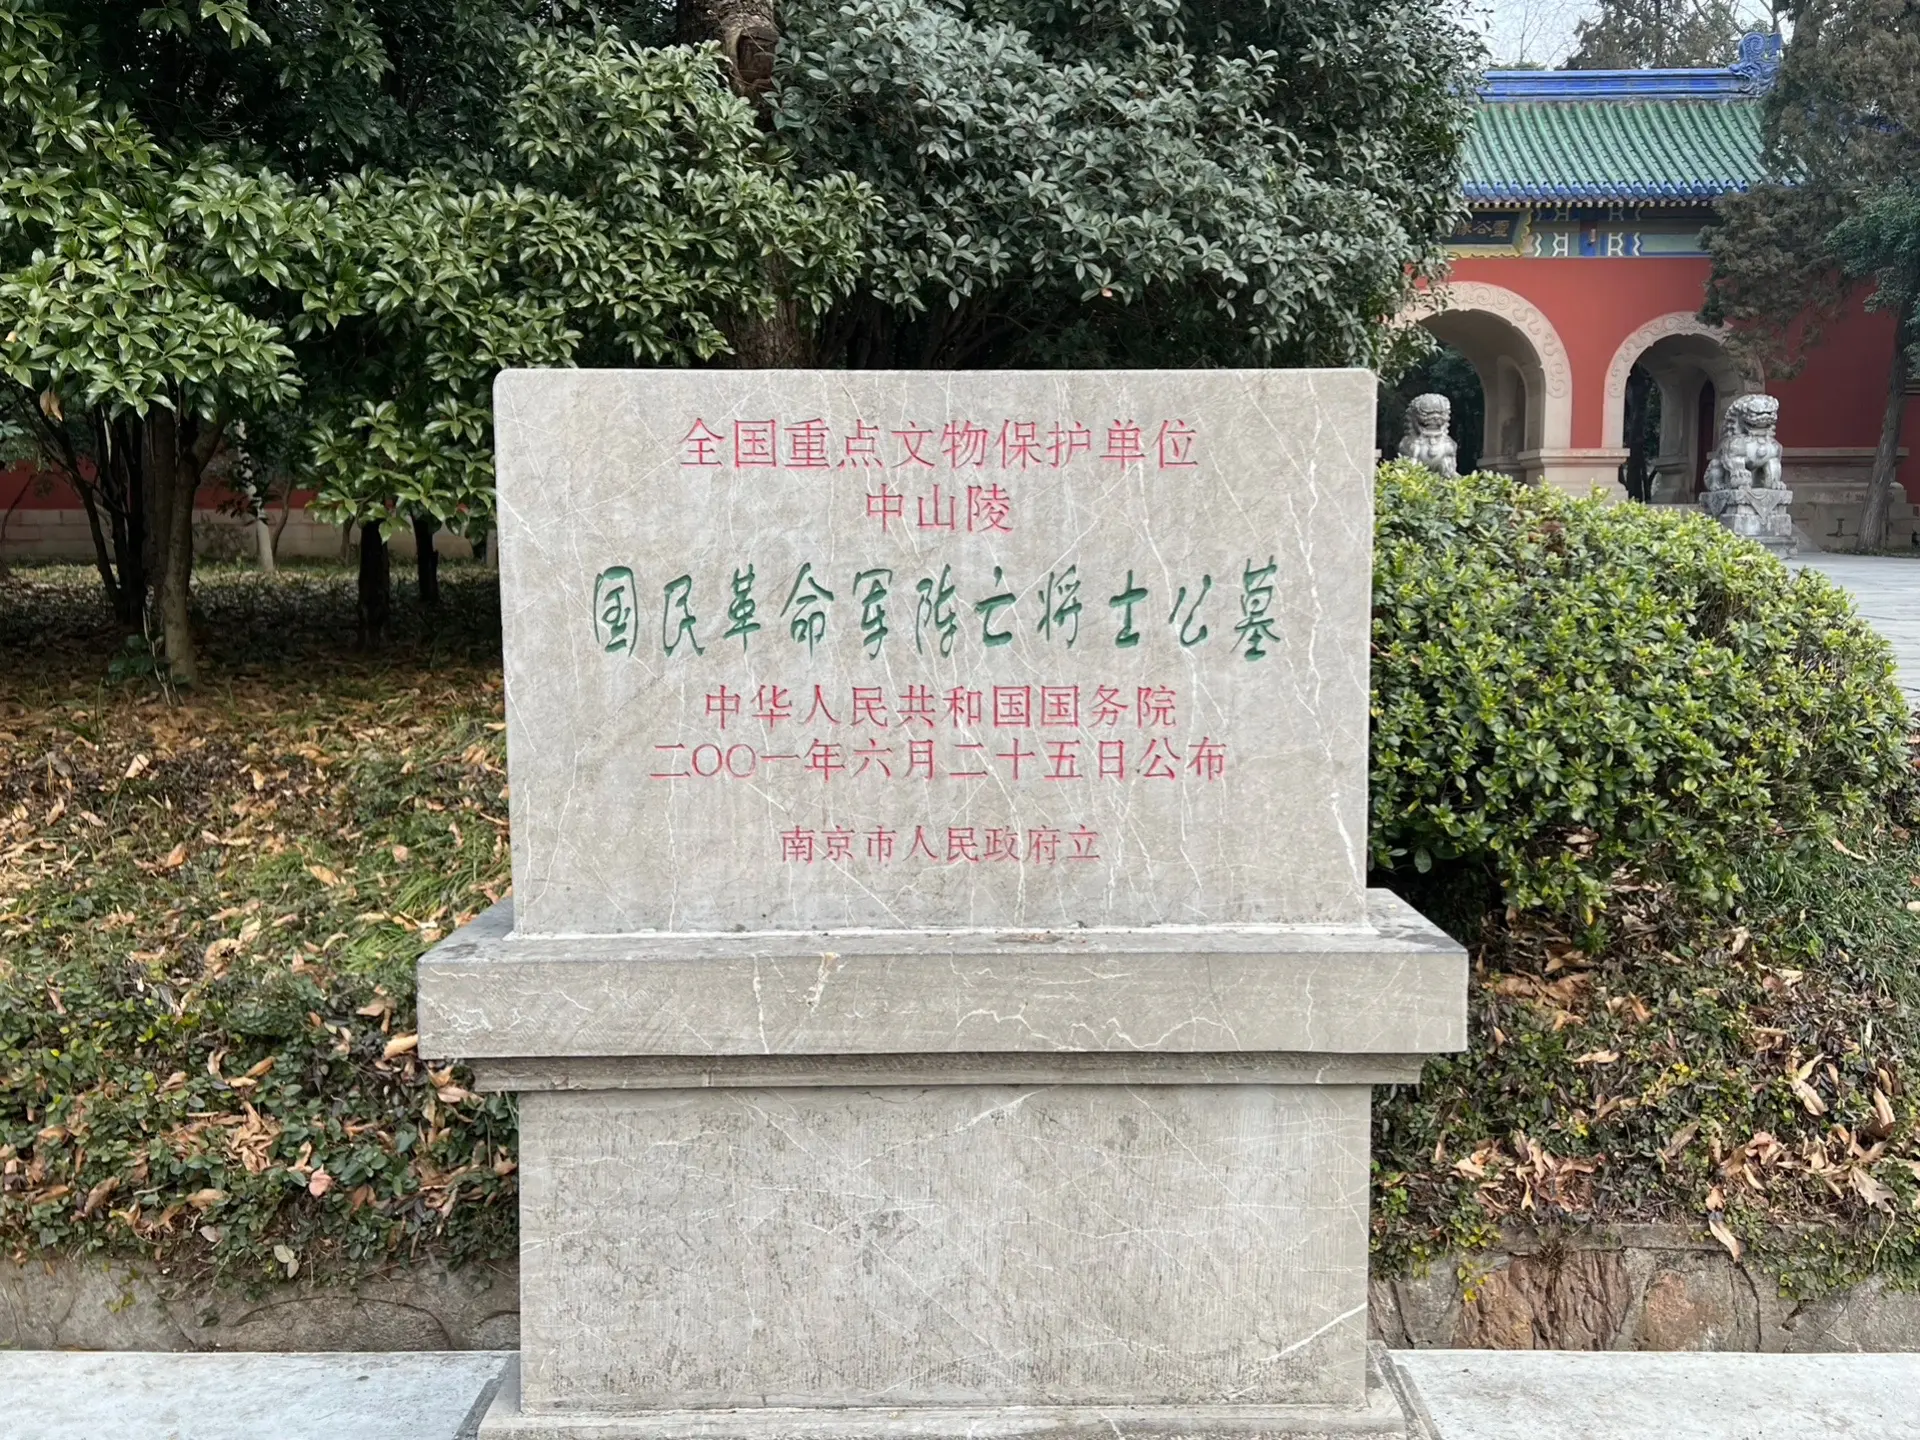 全国重点文物保护单位
中山陵
国民革命军阵亡将士公墓
中华人民共和国国务院
二〇〇一年六月二十五日公布
南京市人民政府立